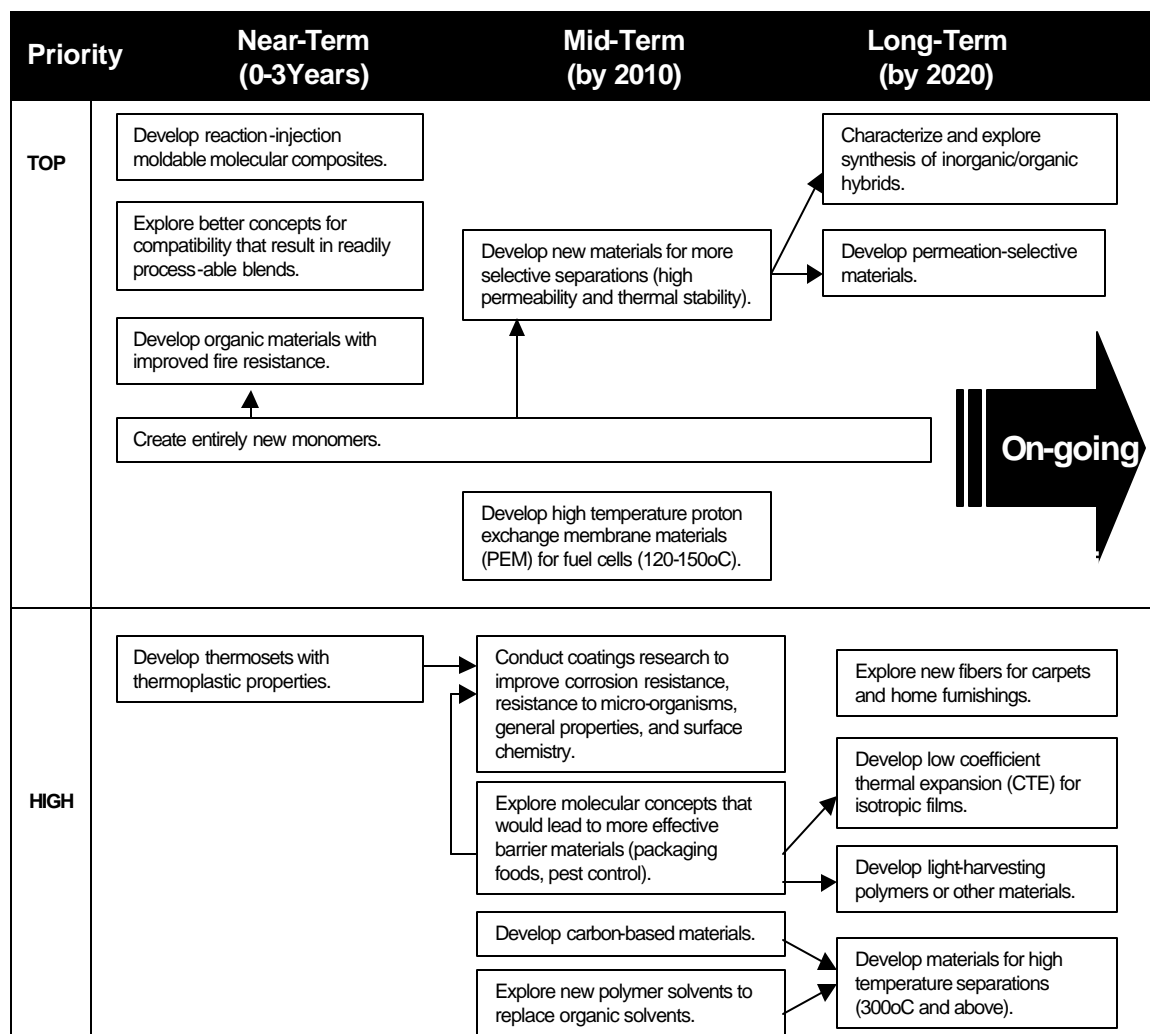 Priority
Near-Term
(0-3Years)
Mid-Term
(by 2010)
Long-Term
(by 2020)
TOP
Develop reaction-injection
moldable molecular composites.
Explore better concepts for
compatibility that result in readily
process-able blends.
Develop organic materials with
improved fire resistance.
Create entirely new monomers.
Develop new materials for more
selective separations (high
permeability and thermal stability).
Develop high temperature proton
exchange membrane materials
(PEM) for fuel cells (120-150oC).
Characterize and explore
synthesis of inorganic/organic
hybrids.
Develop permeation-selective
materials.
On-going
HIGH
Develop thermosets with
thermoplastic properties.
Conduct coatings research to
improve corrosion resistance,
resistance to micro-organisms,
general properties, and surface
chemistry.
Explore molecular concepts that
would lead to more effective
barrier materials (packaging
foods, pest control).
Develop carbon-based materials.
Explore new polymer solvents to
replace organic solvents.
Explore new fibers for carpets
and home furnishings.
Develop low coefficient
thermal expansion (CTE) for
isotropic films.
Develop light-harvesting
polymers or other materials.
Develop materials for high
temperature separations
(300oC and above).